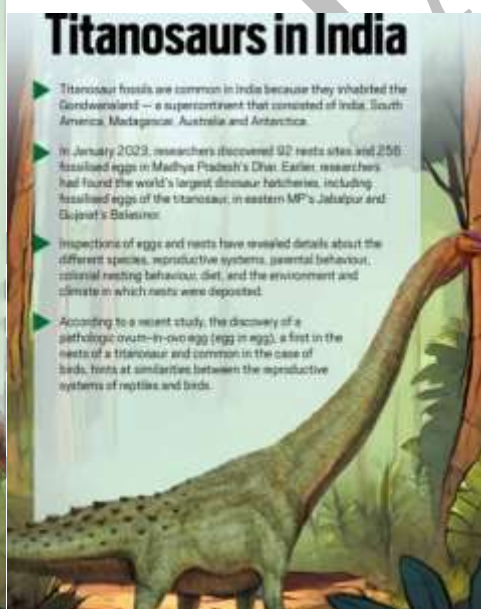 Titanosaurs in India
Titanosaur fossils are common in India because they inhabited the
Gondwanaland — a supercontinent that consisted of India, South
America, Madagascar, Australia and Antarctica.
In January 2023, researchers discovered 92 nests sites and 256
fossilised eggs in Madhya Pradesh's Dhar. Earlier, researchers
had found the world's largest dinosaur hatcheries, including
fossilised eggs of the titanosaur, in eastern MP's Jabalpur and
Gujarat's Balasinor.
Inspections of eggs and nests have revealed details about the
different species, reproductive systems, parental behaviour,
colonial nesting behaviour, diet, and the environment and
climate in which nests were deposited.
According to a recent study, the discovery of a
pathologic ovum-in-ovo egg (egg in egg), a first in the
nests of a titanosaur and common in the case of
birds, hints at similarities between the reproductive
systems of reptiles and birds.